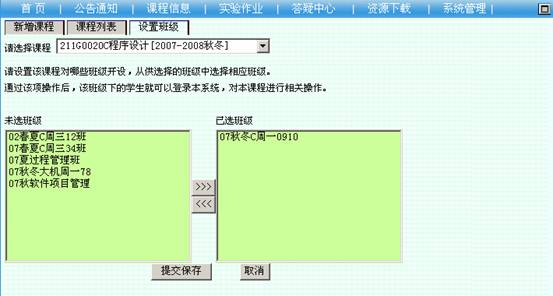 首 页 | 公告通知 | 课程信息 | 实验作业 | 答疑中心 | 资源下载 | 系统管理 |
新增课程 课程列表 设置班级
请选择课程 211G0020C程序设计[2007-2008秋冬]
请设置该课程对哪些班级开设，从供选择的班级中选择相应班级。
通过该项操作后，该班级下的学生就可以登录本系统，对本课程进行相关操作。
未选班级 已选班级
02春夏C周三12班 07秋冬C周一0910
07春夏C周三34班
07夏过程管理班
07秋冬大机周一78
07秋软件项目管理
>>>
<<<
提交保存 取消